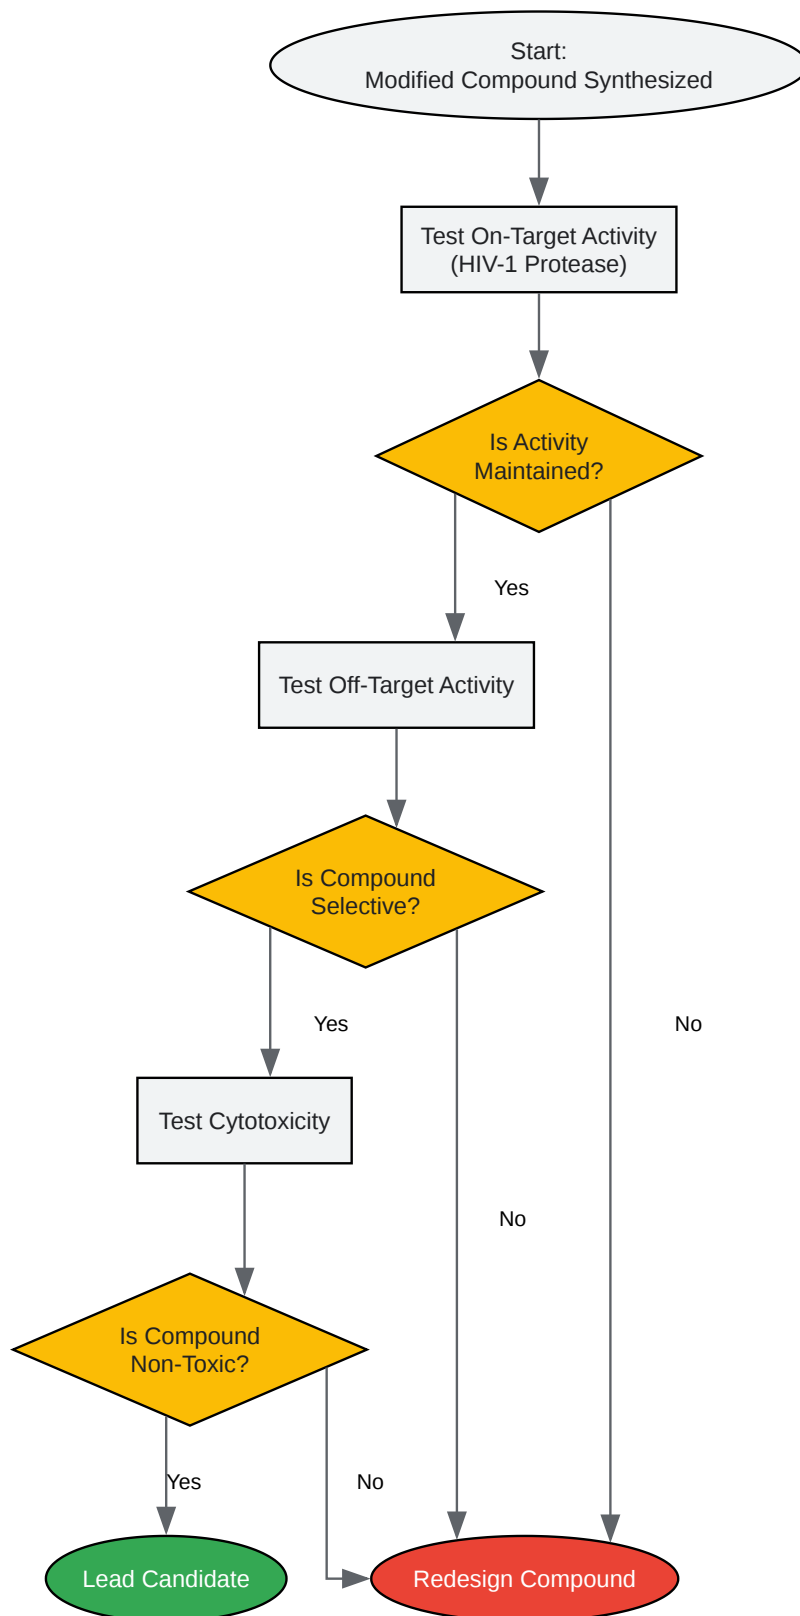 Start:
Modified Compound Synthesized
Test On-Target Activity
(HIV-1 Protease)
Is Activity
Maintained?
Yes
Test Off-Target Activity
Is Compound
Selective?
Yes
No
Test Cytotoxicity
No
Is Compound
Non-Toxic?
Yes
No
Lead Candidate
Redesign Compound